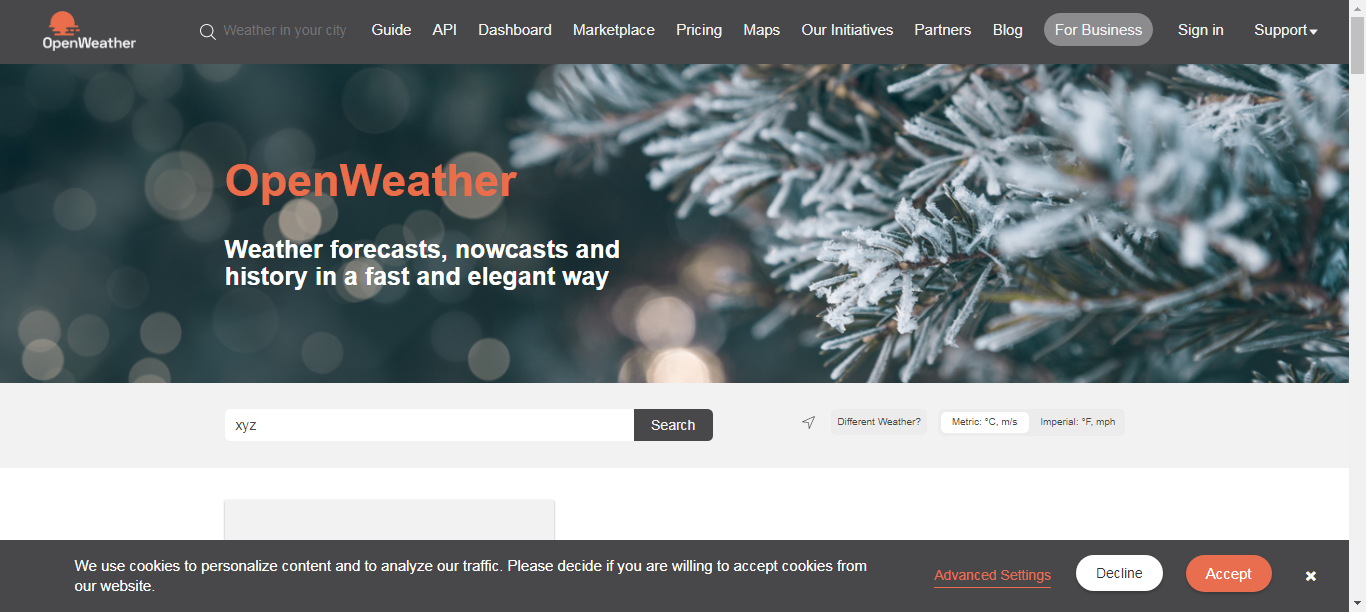 OpenWeather
Weather in your city
Guide
API
Dashboard
Marketplace
Pricing
Maps
Our Initiatives
Partners
Blog
For Business
Sign in
Support
OpenWeather
Weather forecasts, nowcasts and
history in a fast and elegant way
xyz
Search
Different Weather?
Metric: °C, m/s
Imperial: °F, mph
We use cookies to personalize content and to analyze our traffic. Please decide if you are willing to accept cookies from
our website.
Advanced Settings
Decline
Accept